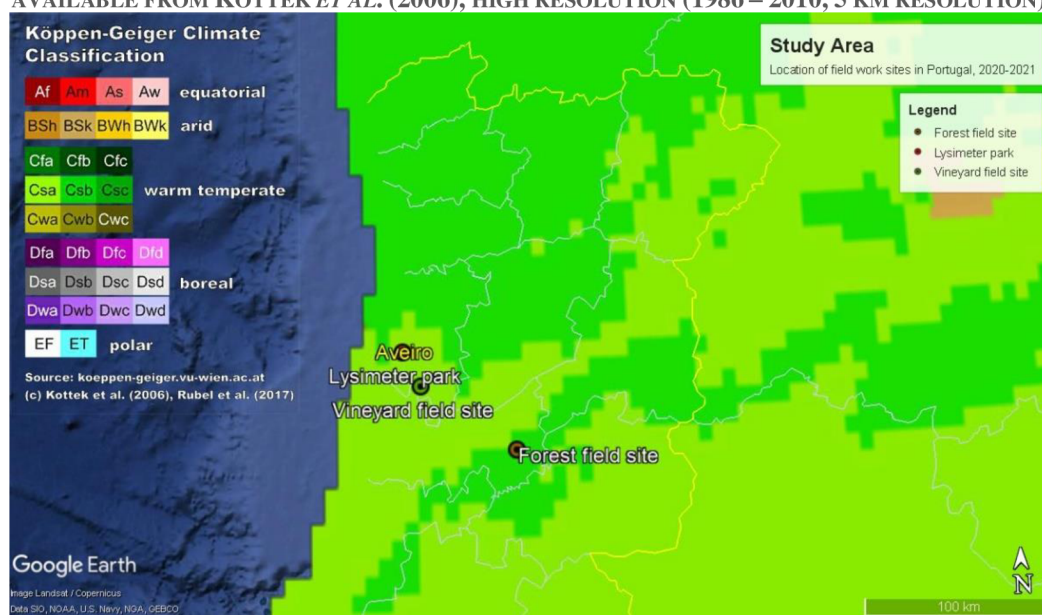 AVAILABLE FROM KOTTER ET AL. (2006), HIGH RESOLUTION (1986 – 2010, 5 KM RESOLUTION)
Köppen-Geiger Climate
Classification
Af Am As Aw equatorial
BSh BSk BWh BWk arid
Cfa Cfb Cfc
Csa Csb Csc warm temperate
Cwa Cwb Cwc
Dfa Dfb Dfc Dfd
Dsa Dsb Dsc Dsd boreal
Dwa Dwb Dwc Dwd
EF ET polar
Source: koeppen-geiger.vu-wien.ac.at
(c) Kottek et al. (2006), Rubel et al. (2017)
Study Area
Location of field work sites in Portugal, 2020-2021
Legend
Forest field site
Lysimeter park
Vineyard field site
Aveiro
Lysimeter park
Vineyard field site
Forest field site
Google Earth
Image Landsat / Copernicus
Data SIO, NOAA, U.S. Navy, NGA, GEBCO
N
100 km